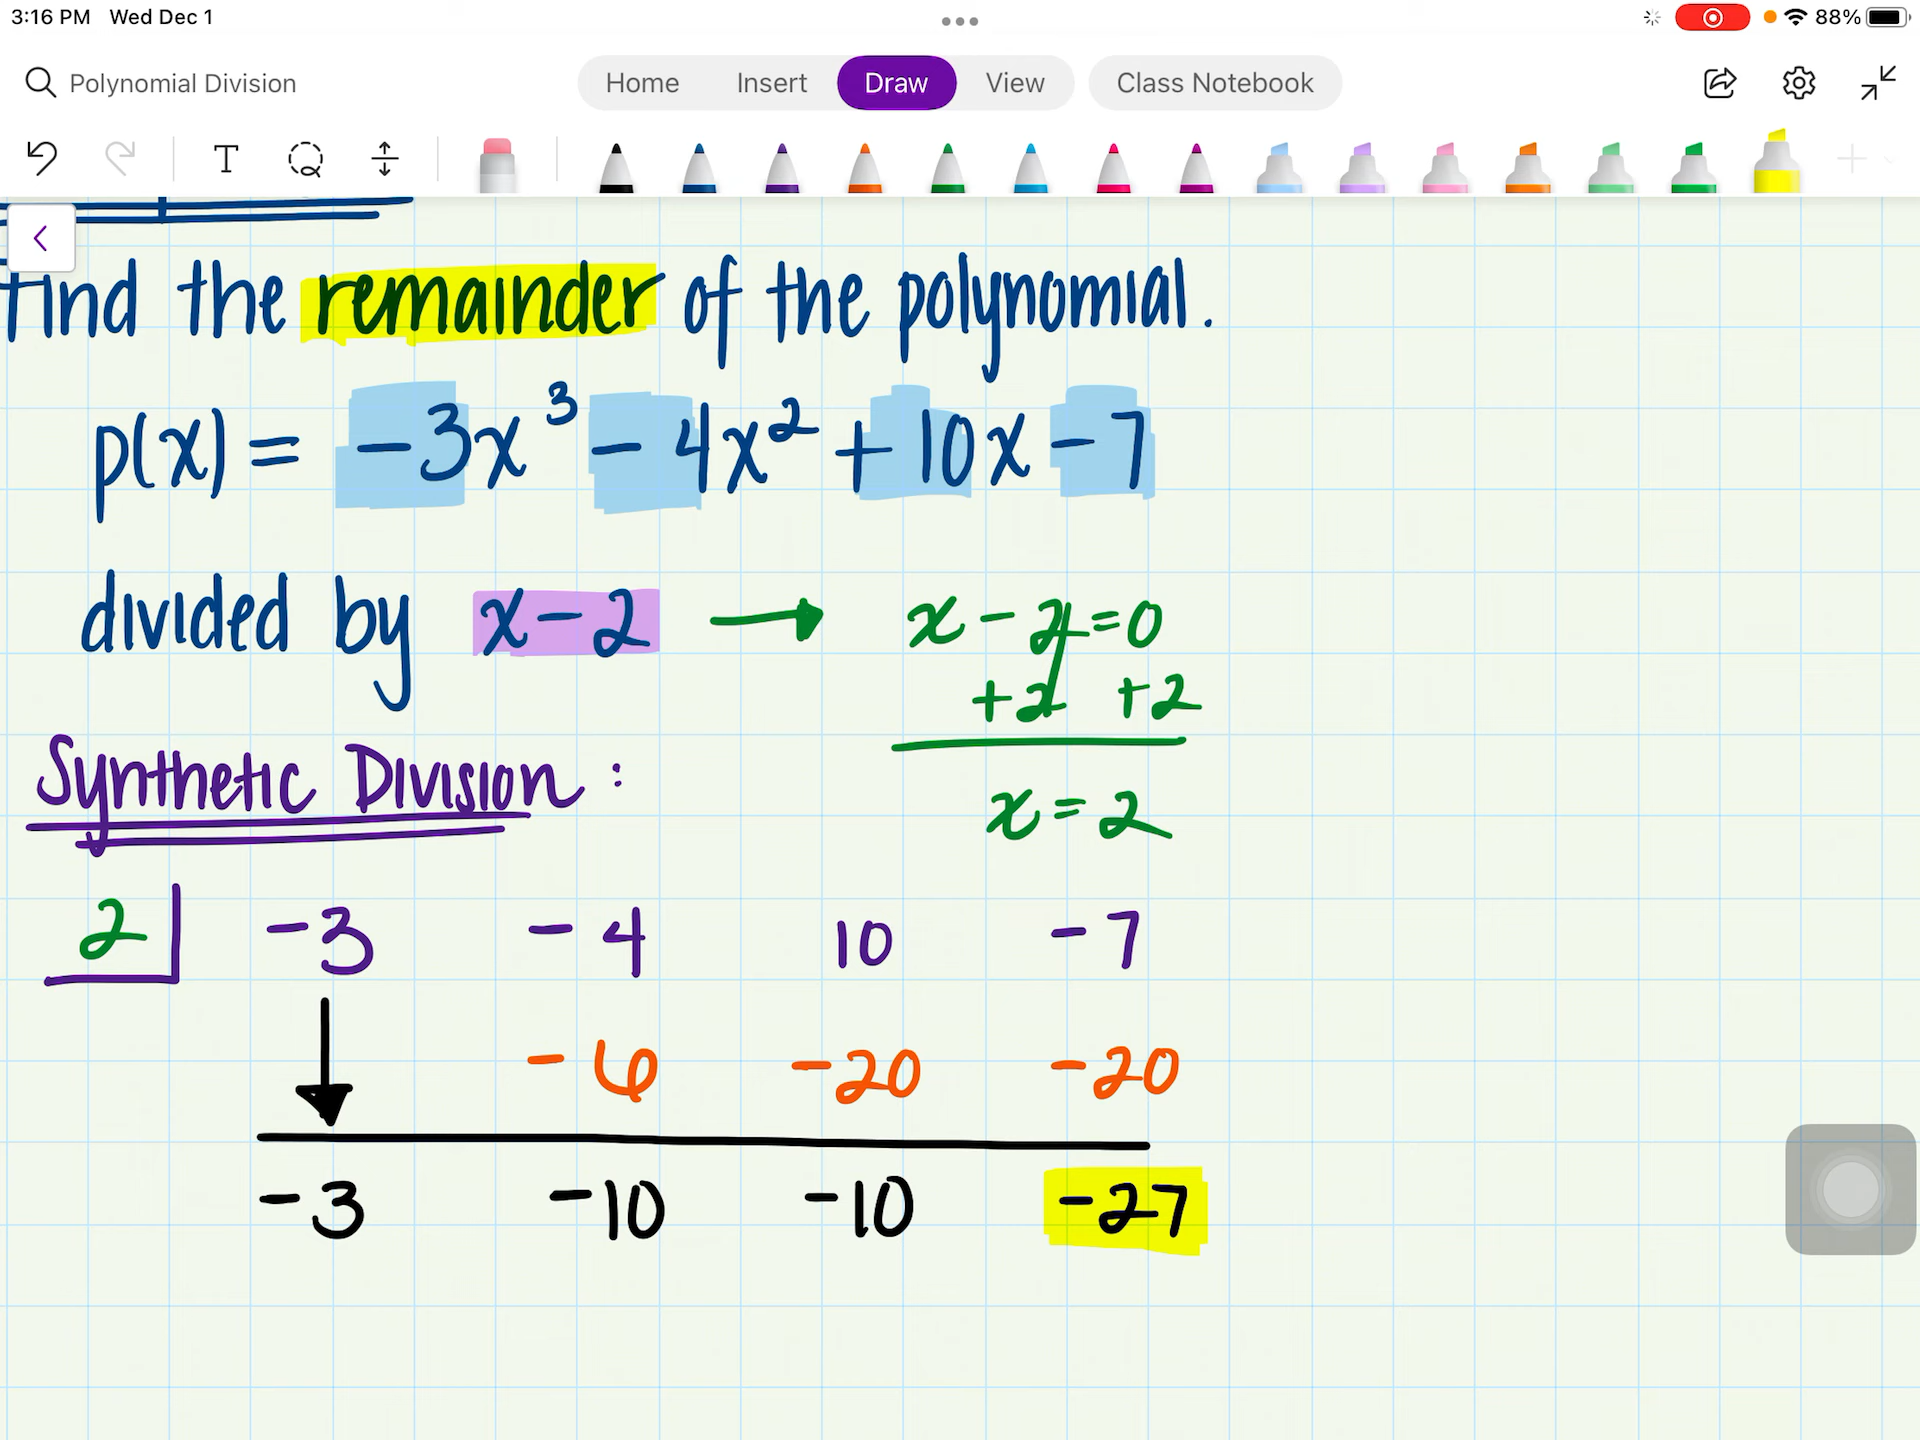 3:16 PM Wed Dec 1 88%
Polynomial Division Home Insert Draw View Class Notebook
T
Find the remainder of the polynomial.
p(x) = -3x³ - 4x² + 10x - 7
divided by x - 2 → x - 2 = 0
+2 +2
x = 2
Synthetic Division :
2 -3 -4 10 -7
-6 -20 -20
-3 -10 -10 -27